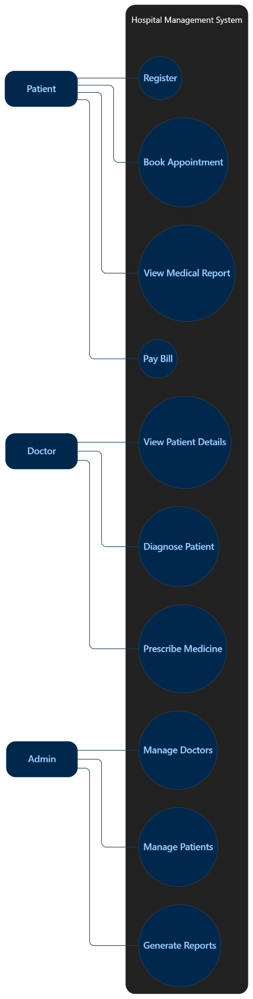 Hospital Management System
Register
Patient
Book Appointment
View Medical Report
Pay Bill
View Patient Details
Doctor
Diagnose Patient
Prescribe Medicine
Manage Doctors
Admin
Manage Patients
Generate Reports